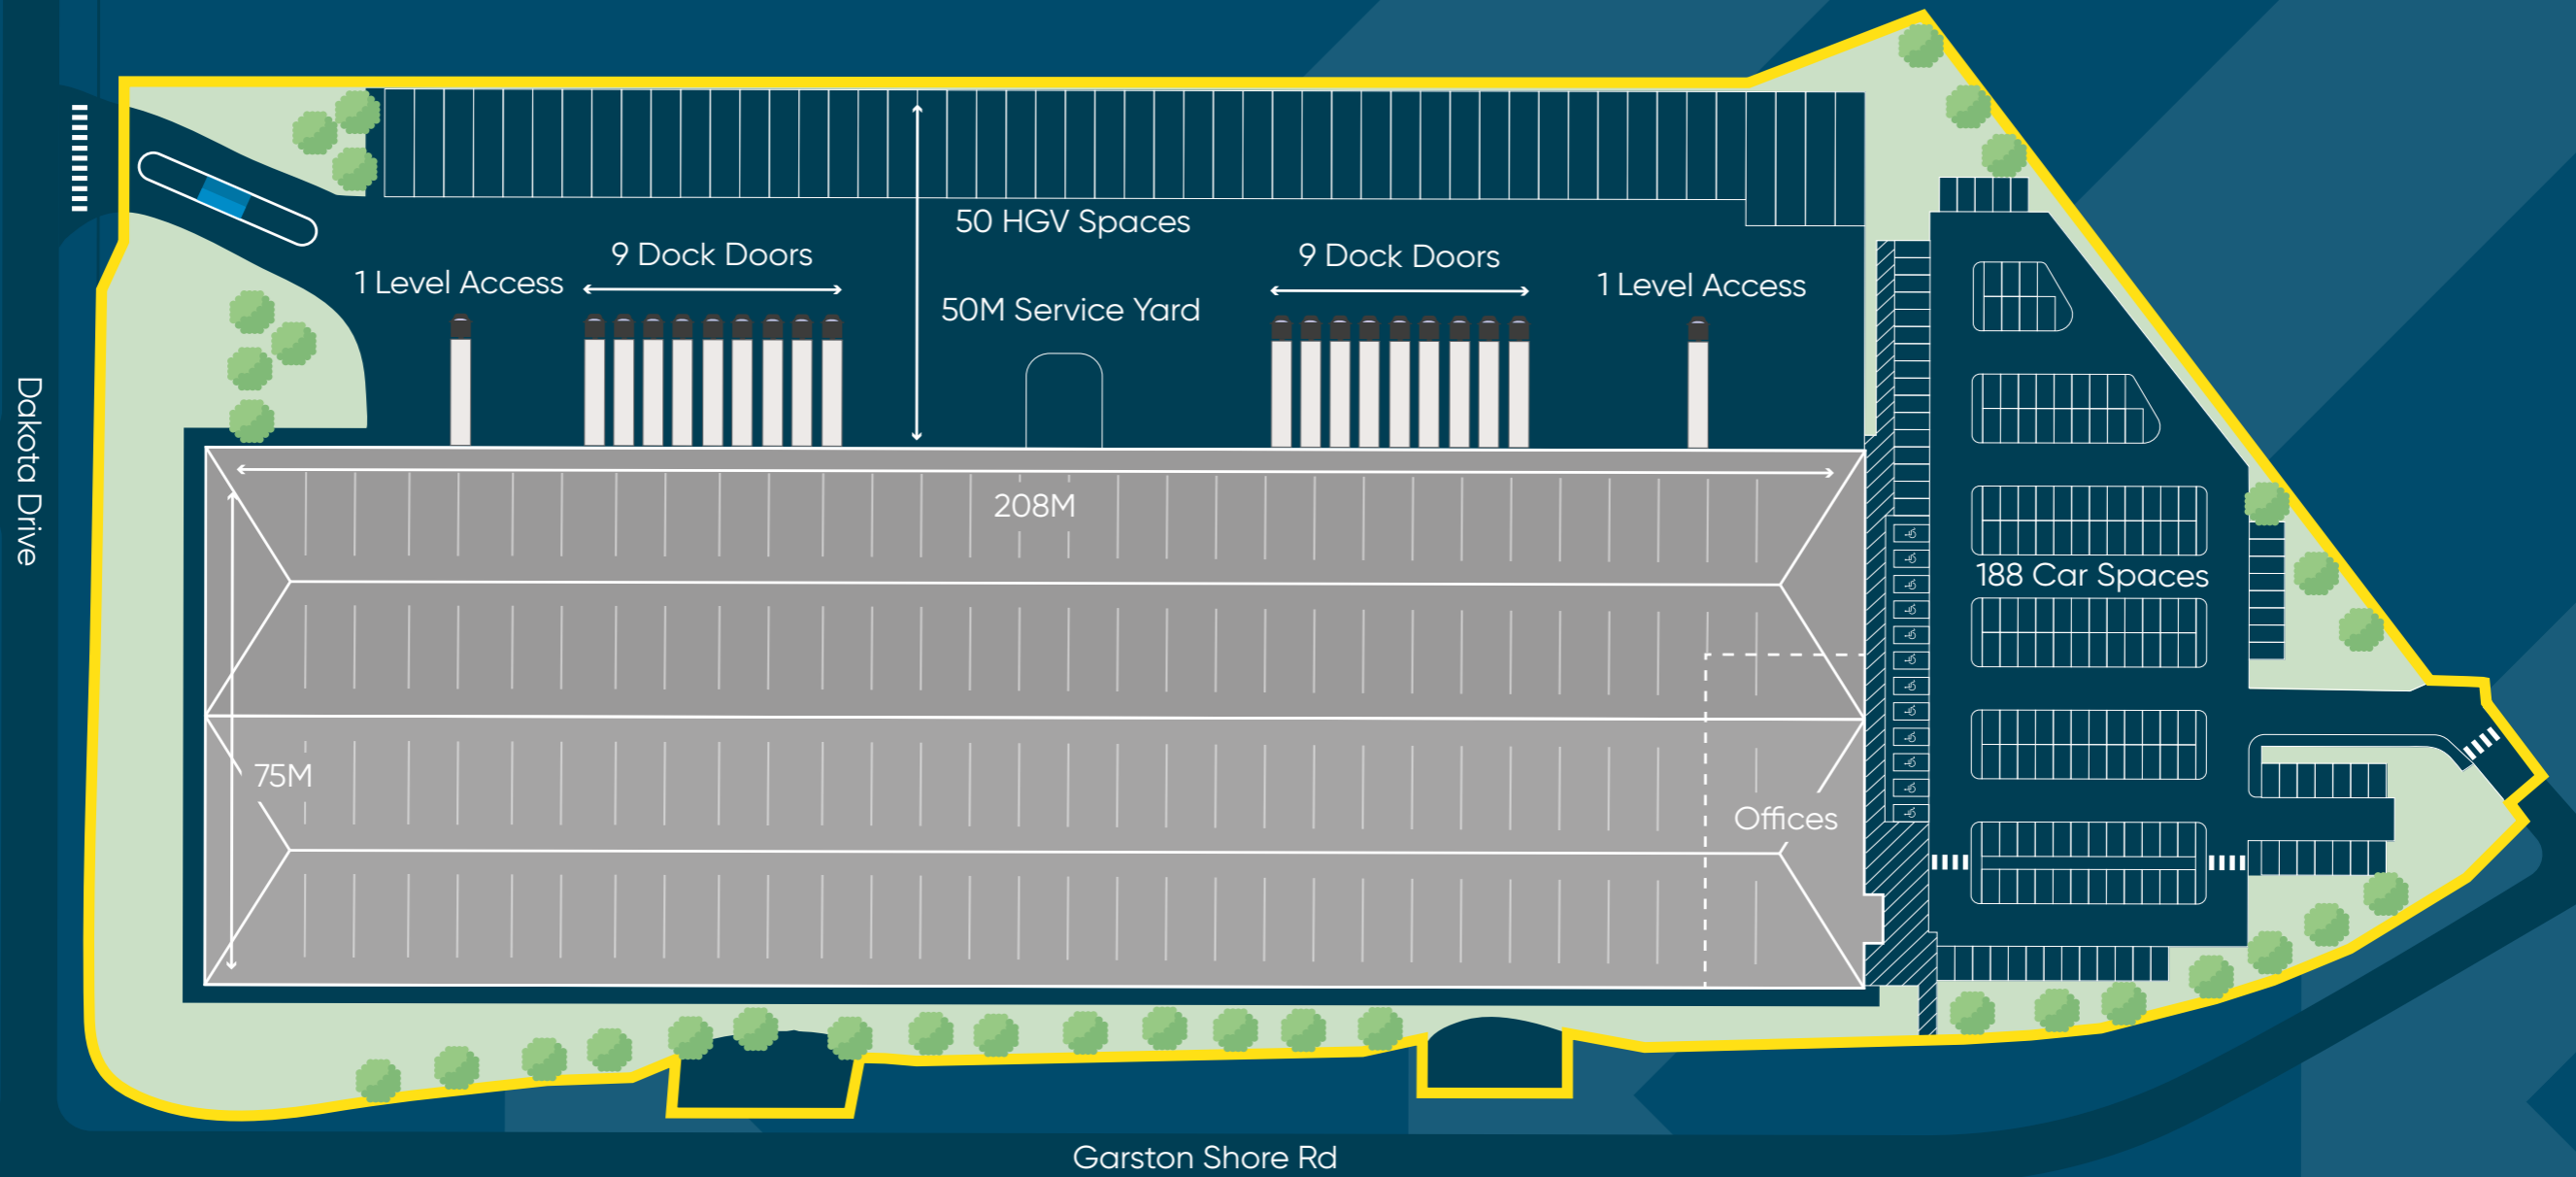 50 HGV Spaces
9 Dock Doors
9 Dock Doors
1 Level Access
1 Level Access
50M Service Yard
Dakota Drive
208M
188 Car Spaces
75M
Offices
Garston Shore Rd